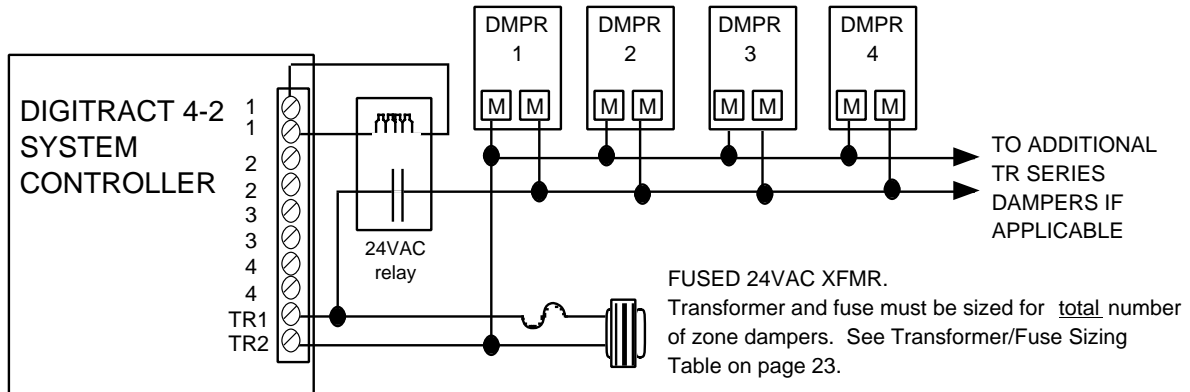 DMPR
1
DMPR
2
DMPR
3
DMPR
4
M M
M M
M M
M M
DIGITRACT 4-2
SYSTEM
CONTROLLER
1
1
2
2
3
3
4
4
TR1
TR2
24VAC
relay
TO ADDITIONAL
TR SERIES
DAMPERS IF
APPLICABLE
FUSED 24VAC XFMR.
Transformer and fuse must be sized for total number
of zone dampers. See Transformer/Fuse Sizing
Table on page 23.